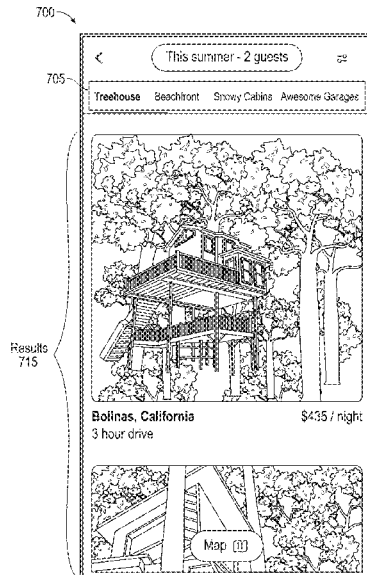 700
This summer - 2 guests
705
Treehouse Beachfront Snowy Cabins Awesome Garages
Results
715
Bolinas, California $435 / night
3 hour drive
Map